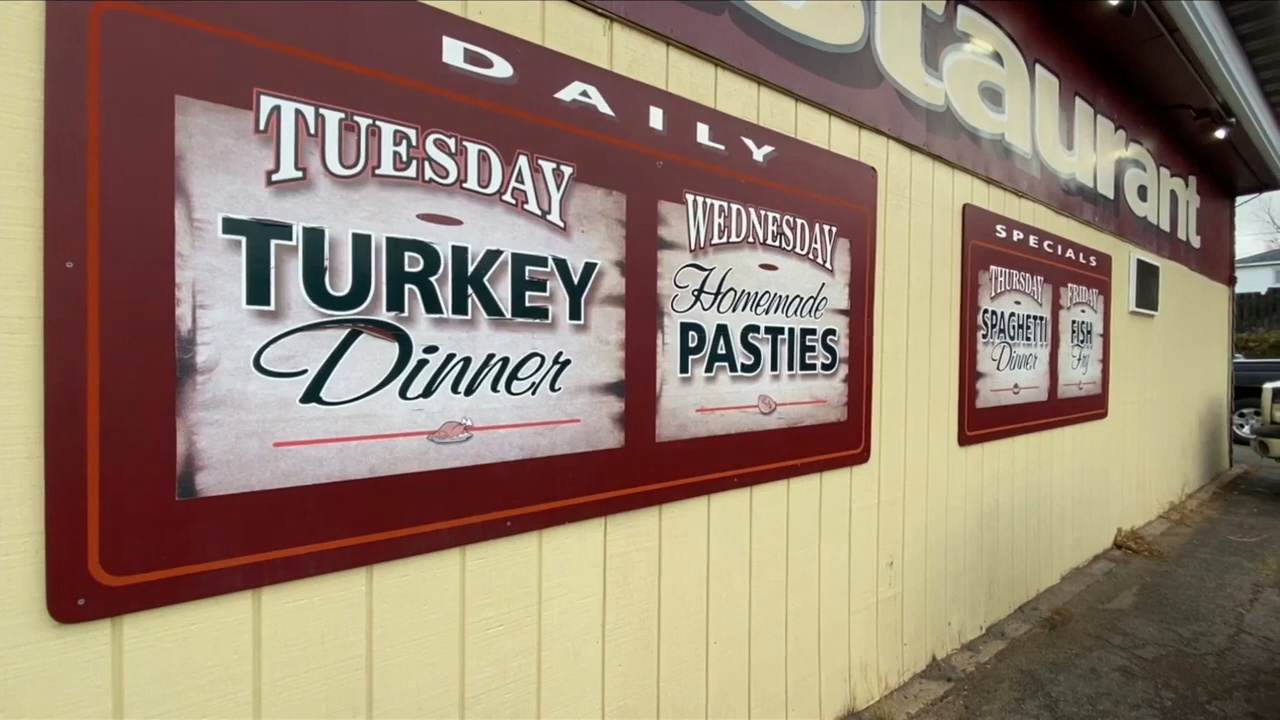 staurant
DAILY
TUESDAY
TURKEY
Dinner
WEDNESDAY
Homemade
PASTIES
SPECIALS
THURSDAY
SPAGHETTI
Dinner
FRIDAY
FISH
Fry